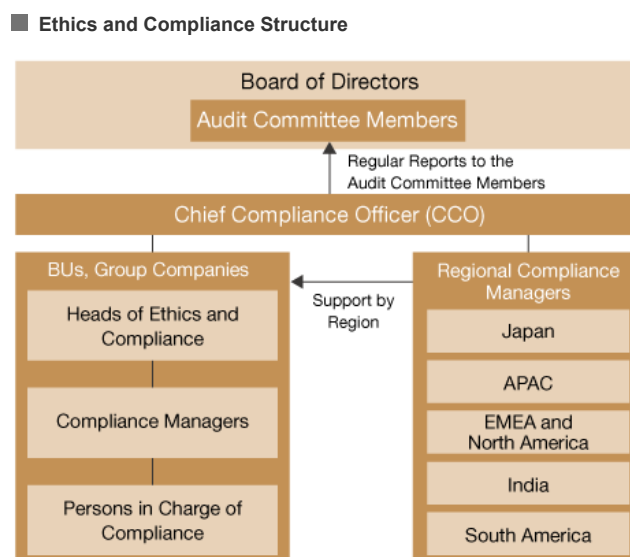 Ethics and Compliance Structure
Board of Directors
Audit Committee Members
Regular Reports to the
Audit Committee Members
Chief Compliance Officer (CCO)
BUs, Group Companies
Heads of Ethics and
Compliance
Compliance Managers
Persons in Charge of
Compliance
Support by
Region
Regional Compliance
Managers
Japan
APAC
EMEA and
North America
India
South America